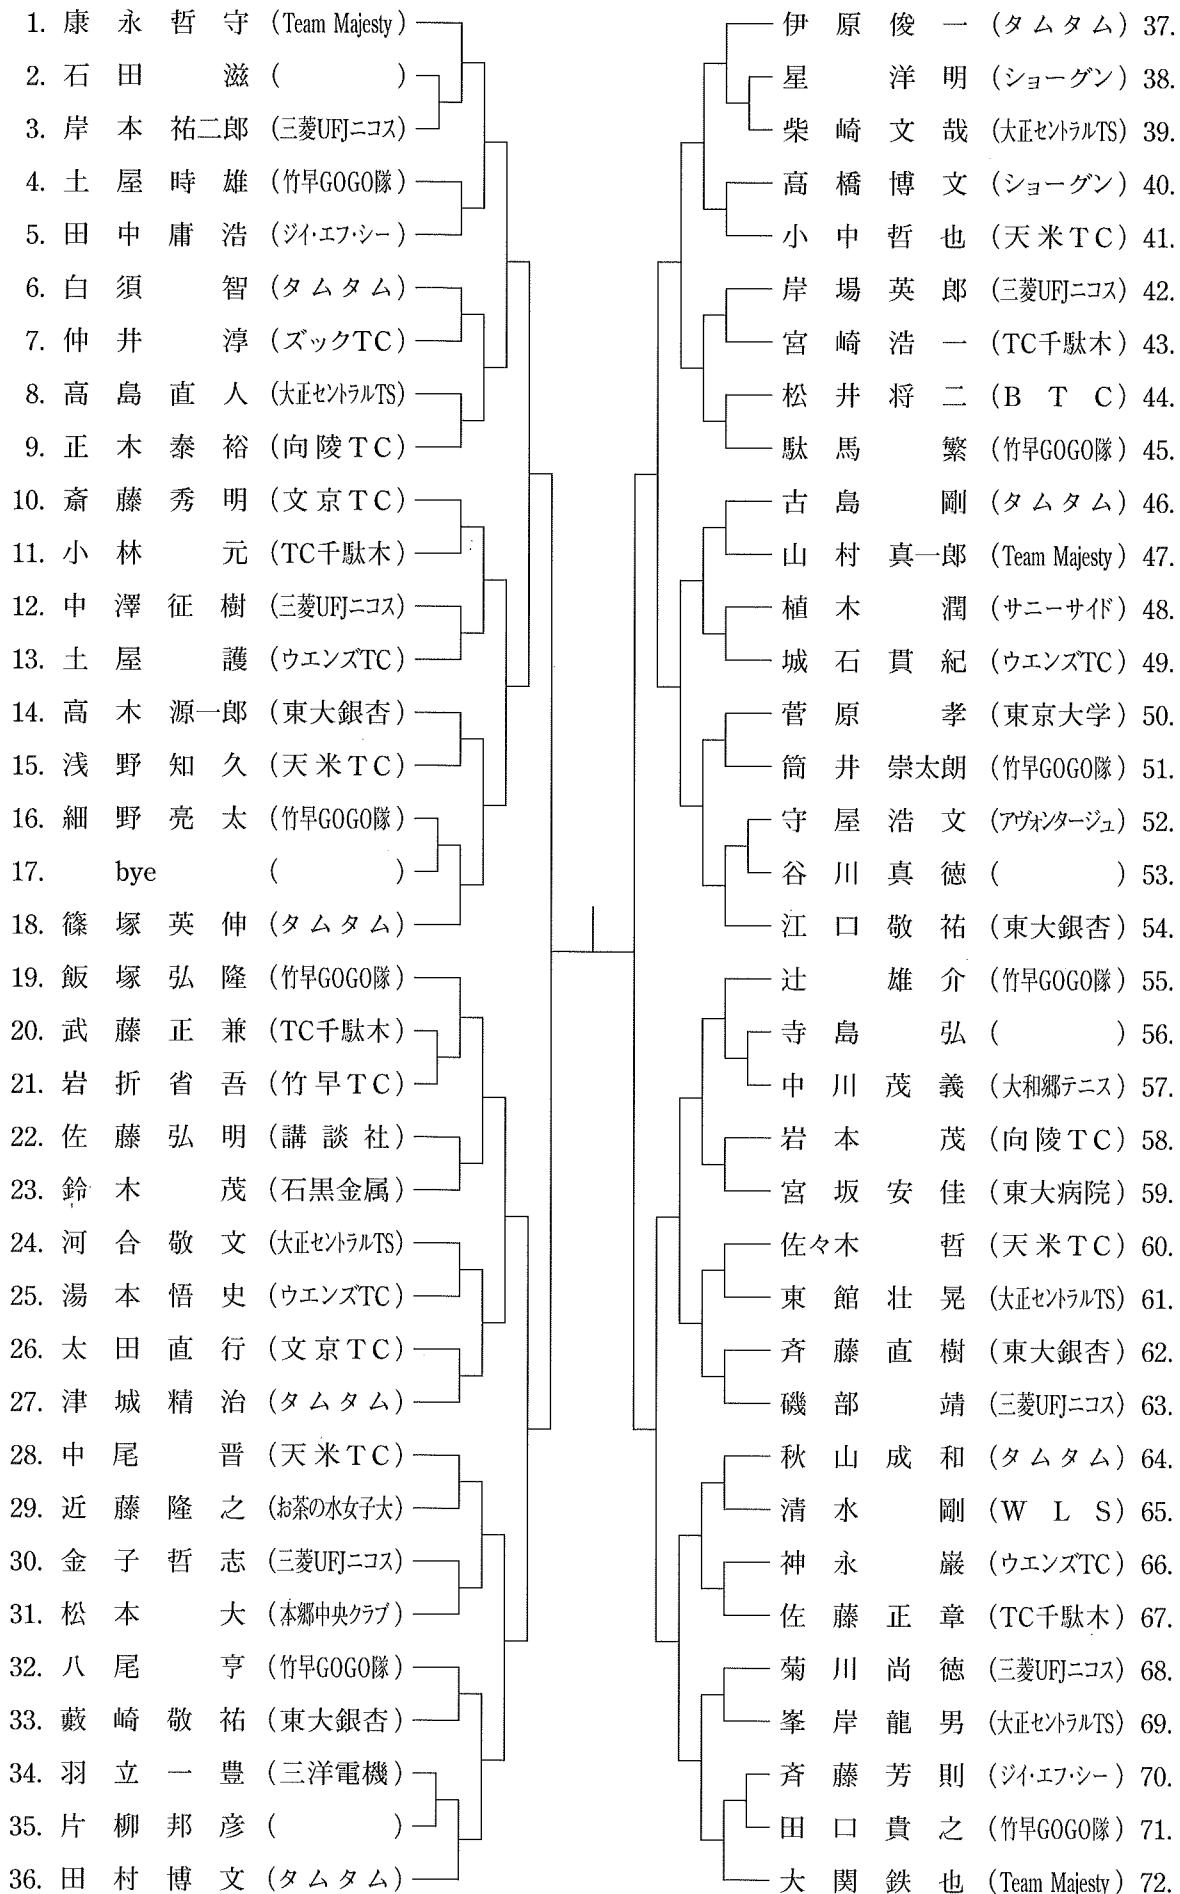 1. 康永哲守 (Team Majesty)
2. 石田滋 ( )
3. 岸本祐二郎 (三菱UFJニコス)
4. 土屋時雄 (竹早GOGO隊)
5. 田中庸浩 (ジイ・エフ・シー)
6. 白須智 (タムタム)
7. 仲井淳 (ズックTC)
8. 高島直人 (大正セントラルTS)
9. 正木泰裕 (向陵TC)
10. 斎藤秀明 (文京TC)
11. 小林元 (TC千駄木)
12. 中澤征樹 (三菱UFJニコス)
13. 土屋護 (ウエンズTC)
14. 高木源一郎 (東大銀杏)
15. 浅野知久 (天米TC)
16. 細野亮太 (竹早GOGO隊)
17. bye ( )
18. 篠塚英伸 (タムタム)
19. 飯塚弘隆 (竹早GOGO隊)
20. 武藤正兼 (TC千駄木)
21. 岩折省吾 (竹早TC)
22. 佐藤弘明 (講談社)
23. 鈴木茂 (石黒金属)
24. 河合敬文 (大正セントラルTS)
25. 湯本悟史 (ウエンズTC)
26. 太田直行 (文京TC)
27. 津城精治 (タムタム)
28. 中尾晋 (天米TC)
29. 近藤隆之 (お茶の水女子大)
30. 金子哲志 (三菱UFJニコス)
31. 松本大 (本郷中央クラブ)
32. 八尾亨 (竹早GOGO隊)
33. 藪崎敬祐 (東大銀杏)
34. 羽立一豊 (三洋電機)
35. 片柳邦彦 ( )
36. 田村博文 (タムタム)
伊原俊一 (タムタム) 37.
星洋明 (ショーグン) 38.
柴崎文哉 (大正セントラルTS) 39.
高橋博文 (ショーグン) 40.
小中哲也 (天米TC) 41.
岸場英郎 (三菱UFJニコス) 42.
宮崎浩一 (TC千駄木) 43.
松井将二 (BTC) 44.
駄馬繁 (竹早GOGO隊) 45.
古島剛 (タムタム) 46.
山村真一郎 (Team Majesty) 47.
植木潤 (サニーサイド) 48.
城石貫紀 (ウエンズTC) 49.
菅原孝 (東京大学) 50.
筒井崇太朗 (竹早GOGO隊) 51.
守屋浩文 (アヴォンタージュ) 52.
谷川真徳 ( ) 53.
江口敬祐 (東大銀杏) 54.
辻雄介 (竹早GOGO隊) 55.
寺島弘 ( ) 56.
中川茂義 (大和郷テニス) 57.
岩本茂 (向陵TC) 58.
宮坂安佳 (東大病院) 59.
佐々木哲 (天米TC) 60.
東館壮晃 (大正セントラルTS) 61.
斉藤直樹 (東大銀杏) 62.
磯部靖 (三菱UFJニコス) 63.
秋山成和 (タムタム) 64.
清水剛 (WLS) 65.
神永巌 (ウエンズTC) 66.
佐藤正章 (TC千駄木) 67.
菊川尚徳 (三菱UFJニコス) 68.
峯岸龍男 (大正セントラルTS) 69.
斉藤芳則 (ジイ・エフ・シー) 70.
田口貴之 (竹早GOGO隊) 71.
大関鉄也 (Team Majesty) 72.